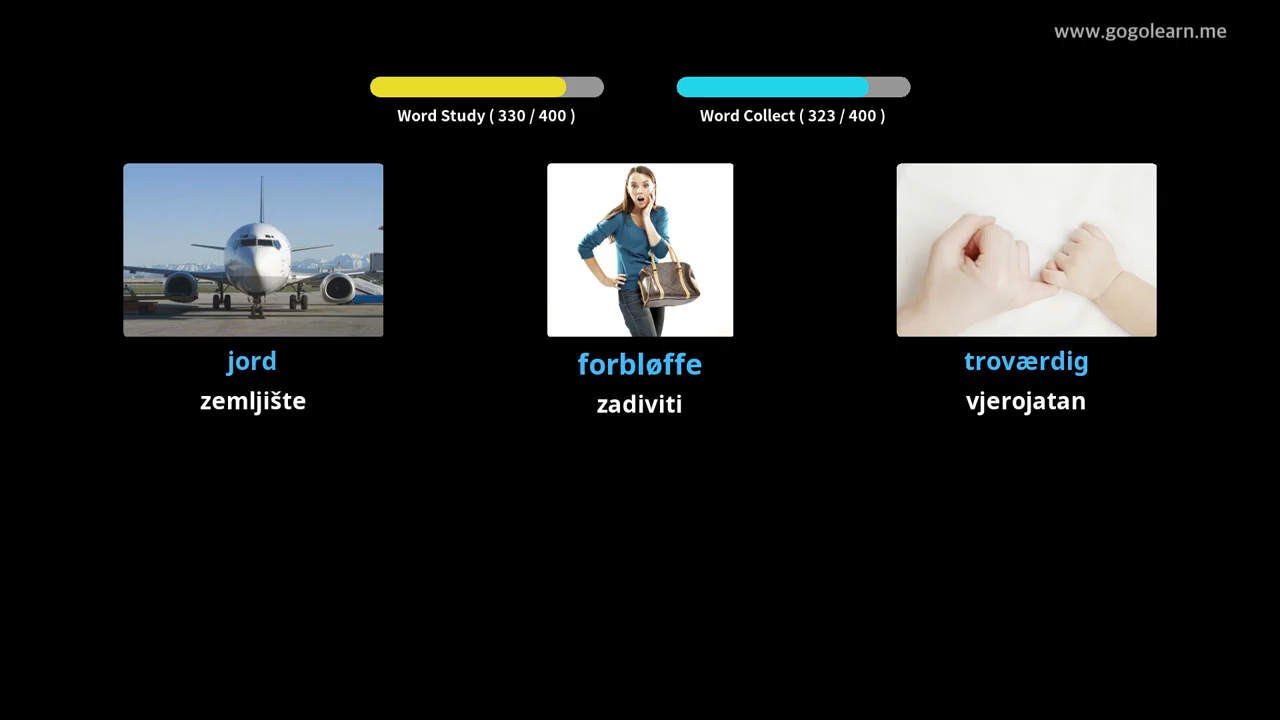 www.gogolearn.me
Word Study ( 330 / 400 )
Word Collect ( 323 / 400 )
jord
zemljište
forbløffe
zadiviti
troværdig
vjerojatan